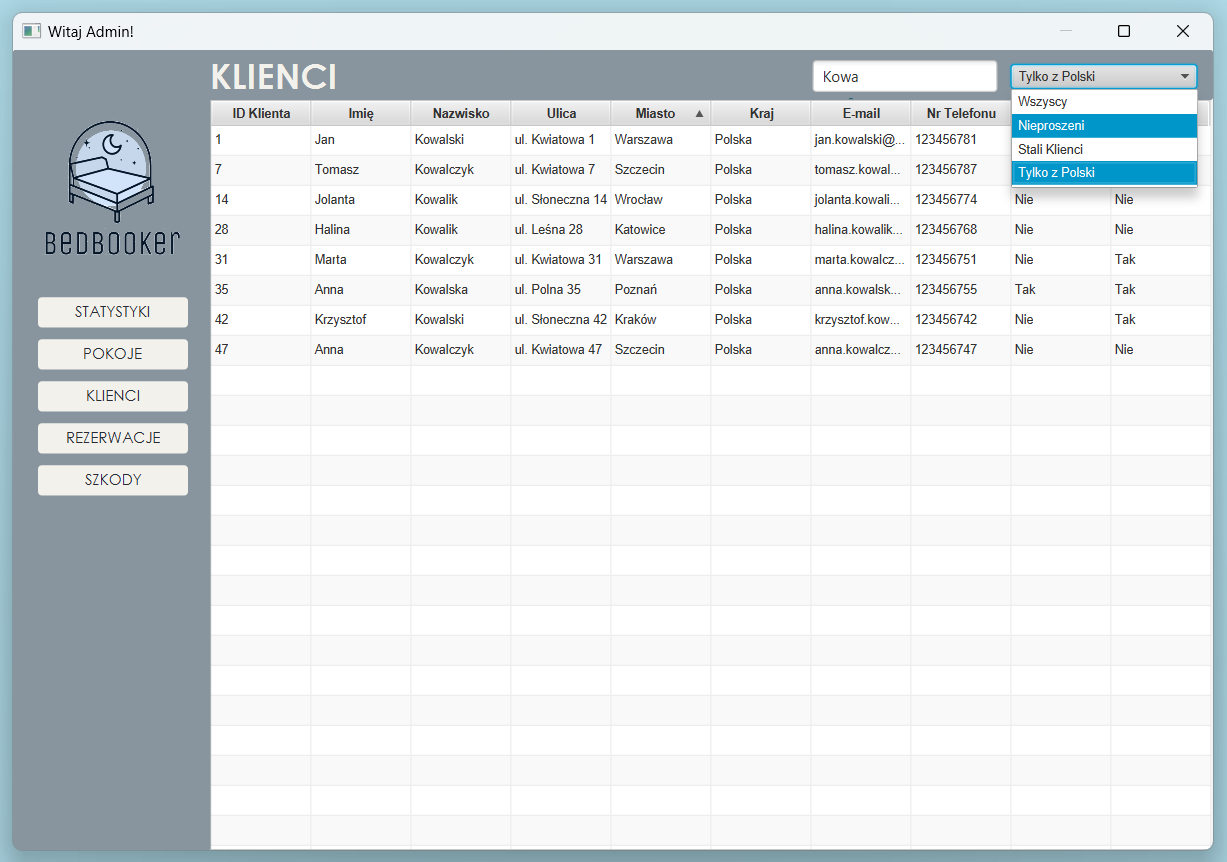 Witaj Admin!
KLIENCI
Kowa
Tylko z Polski
Wszyscy
Nieproszeni
Stali Klienci
Tylko z Polski
BEDBOOKER
STATYSTYKI
POKOJE
KLIENCI
REZERWACJE
SZKODY
ID Klienta Imię Nazwisko Ulica Miasto Kraj E-mail Nr Telefonu
1 Jan Kowalski ul. Kwiatowa 1 Warszawa Polska jan.kowalski@... 123456781
7 Tomasz Kowalczyk ul. Kwiatowa 7 Szczecin Polska tomasz.kowal... 123456787
14 Jolanta Kowalik ul. Słoneczna 14 Wrocław Polska jolanta.kowali... 123456774 Nie Nie
28 Halina Kowalik ul. Leśna 28 Katowice Polska halina.kowalik... 123456768 Nie Nie
31 Marta Kowalczyk ul. Kwiatowa 31 Warszawa Polska marta.kowalcz... 123456751 Nie Tak
35 Anna Kowalska ul. Polna 35 Poznań Polska anna.kowalsk... 123456755 Tak Tak
42 Krzysztof Kowalski ul. Słoneczna 42 Kraków Polska krzysztof.kow... 123456742 Nie Tak
47 Anna Kowalczyk ul. Kwiatowa 47 Szczecin Polska anna.kowalcz... 123456747 Nie Nie